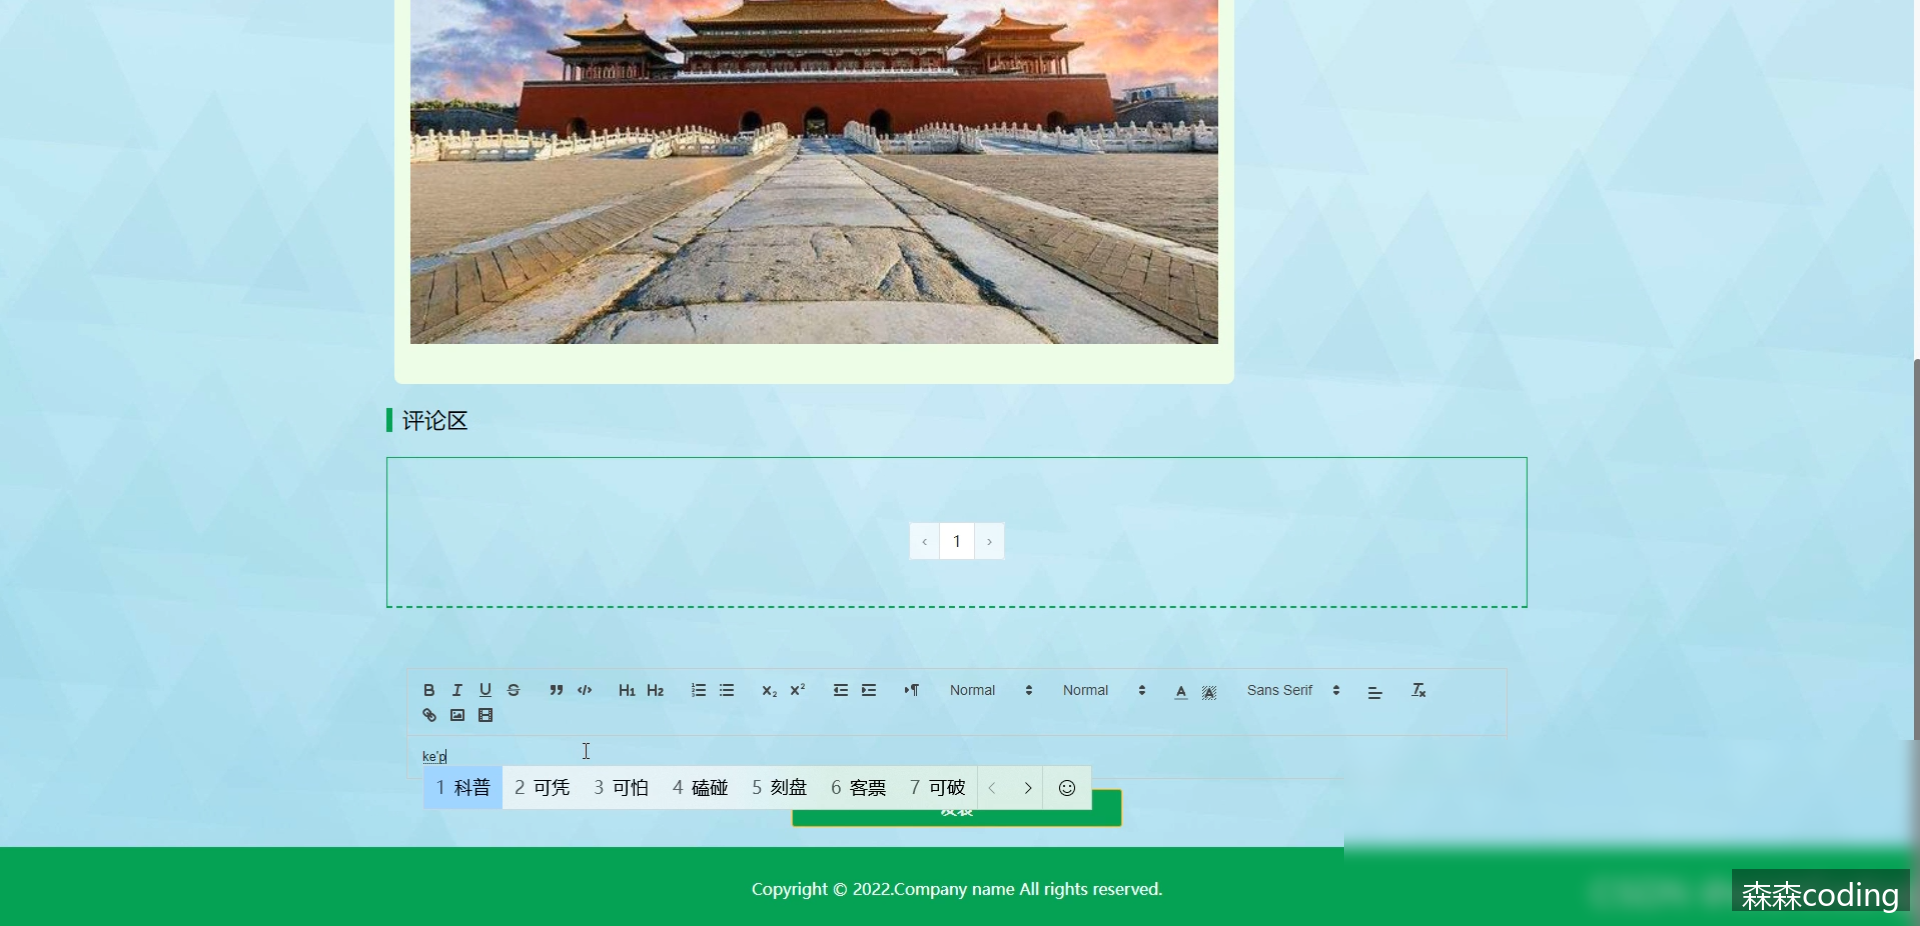 评论区
‹ 1 ›
B I U S ❞ </> H1 H2 X₂ X² Normal Normal A A Sans Serif Tx
ke'p
1 科普 2 可凭 3 可怕 4 磕碰 5 刻盘 6 客票 7 可破
Copyright © 2022.Company name All rights reserved.
森森coding